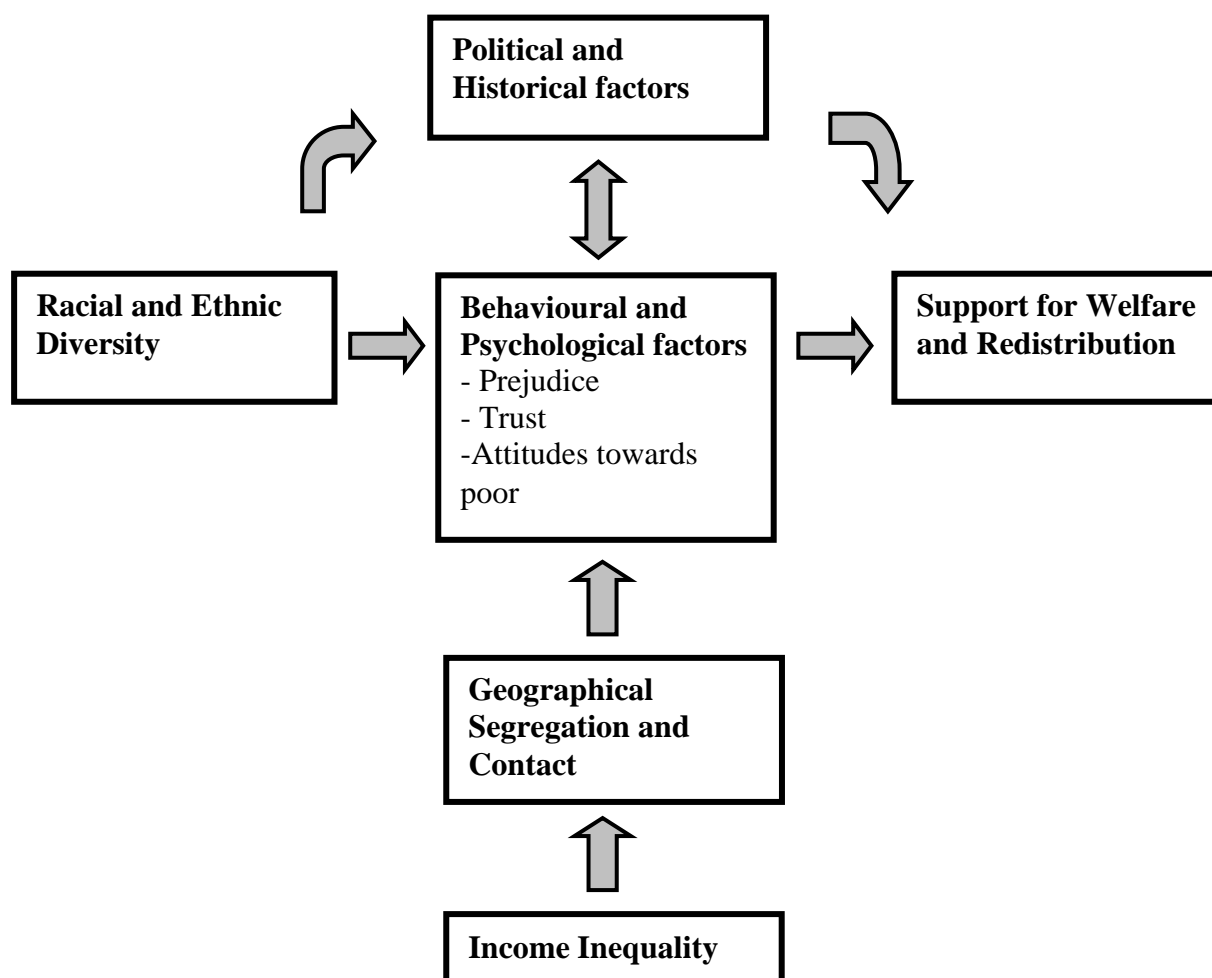 Political and
Historical factors
Racial and Ethnic
Diversity
Behavioural and
Psychological factors
- Prejudice
- Trust
-Attitudes towards
poor
Support for Welfare
and Redistribution
Geographical
Segregation and
Contact
Income Inequality